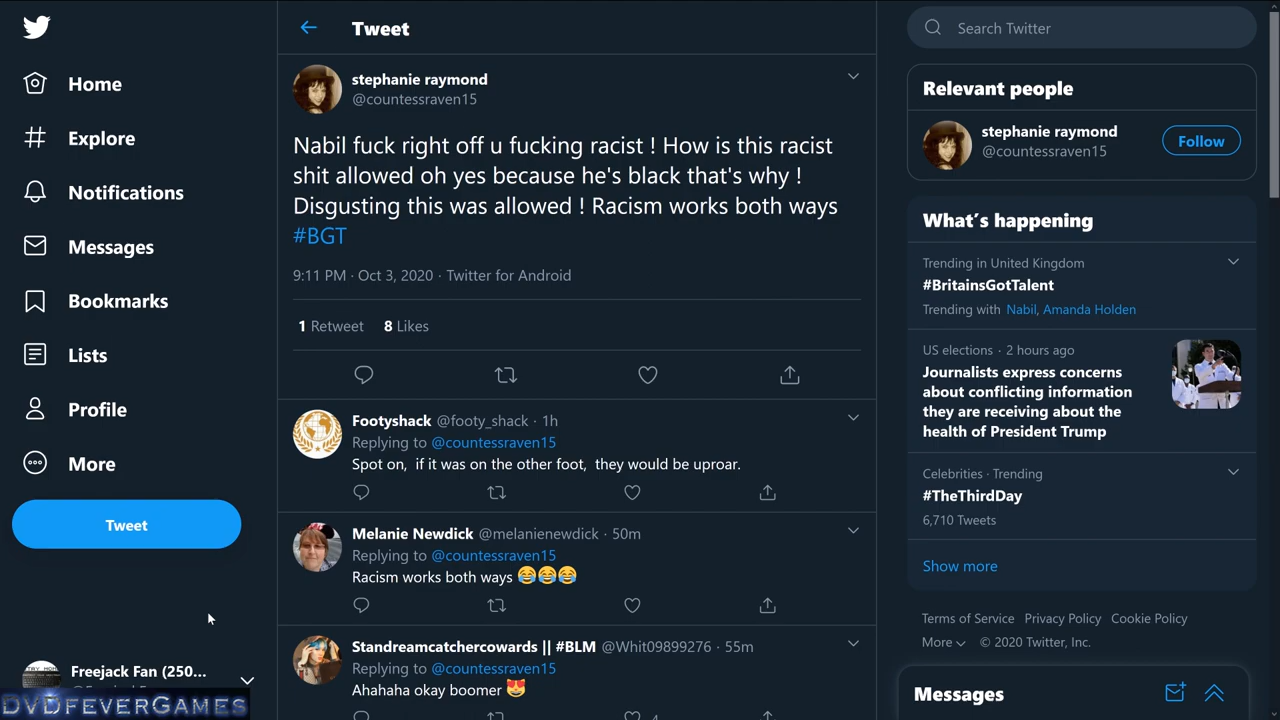 Home
Explore
Notifications
Messages
Bookmarks
Lists
Profile
More
Tweet
Freejack Fan (250...
DVDFEVERGAMES
Tweet
stephanie raymond
@countessraven15
Nabil fuck right off u fucking racist ! How is this racist
shit allowed oh yes because he's black that's why !
Disgusting this was allowed ! Racism works both ways
#BGT
9:11 PM · Oct 3, 2020 · Twitter for Android
1 Retweet 8 Likes
Footyshack @footy_shack · 1h
Replying to @countessraven15
Spot on, if it was on the other foot, they would be uproar.
Melanie Newdick @melanienewdick · 50m
Replying to @countessraven15
Racism works both ways 😂😂😂
Standreamcatchercowards || #BLM @Whit09899276 · 55m
Replying to @countessraven15
Ahahaha okay boomer 😻
4
Search Twitter
Relevant people
stephanie raymond
@countessraven15
Follow
What's happening
Trending in United Kingdom
#BritainsGotTalent
Trending with Nabil, Amanda Holden
US elections · 2 hours ago
Journalists express concerns
about conflicting information
they are receiving about the
health of President Trump
Celebrities · Trending
#TheThirdDay
6,710 Tweets
Show more
Terms of Service Privacy Policy Cookie Policy
More © 2020 Twitter, Inc.
Messages